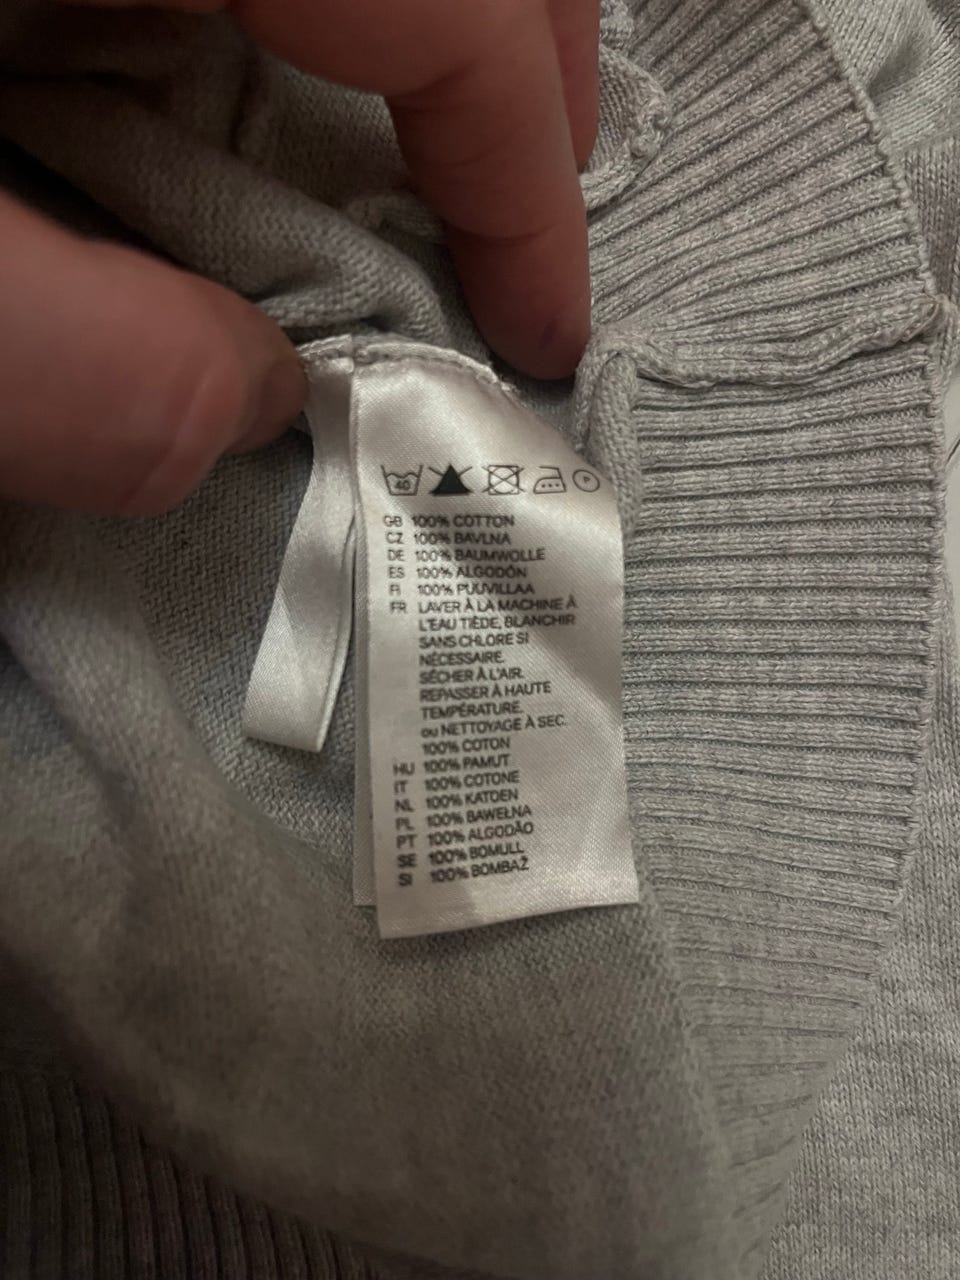 40 P
GB 100% COTTON
CZ 100% BAVLNA
DE 100% BAUMWOLLE
ES 100% ALGODÓN
FI 100% PUUVILLAA
FR LAVER À LA MACHINE À
L'EAU TIÈDE, BLANCHIR
SANS CHLORE SI
NÉCESSAIRE.
SÉCHER À L'AIR.
REPASSER À HAUTE
TEMPÉRATURE.
ou NETTOYAGE À SEC.
100% COTON
HU 100% PAMUT
IT 100% COTONE
NL 100% KATOEN
PL 100% BAWEŁNA
PT 100% ALGODÃO
SE 100% BOMULL
SI 100% BOMBAŽ